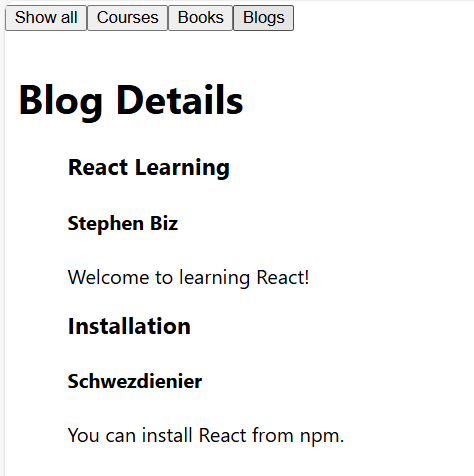 Show all Courses Books Blogs
Blog Details
React Learning
Stephen Biz
Welcome to learning React!
Installation
Schwezdienier
You can install React from npm.